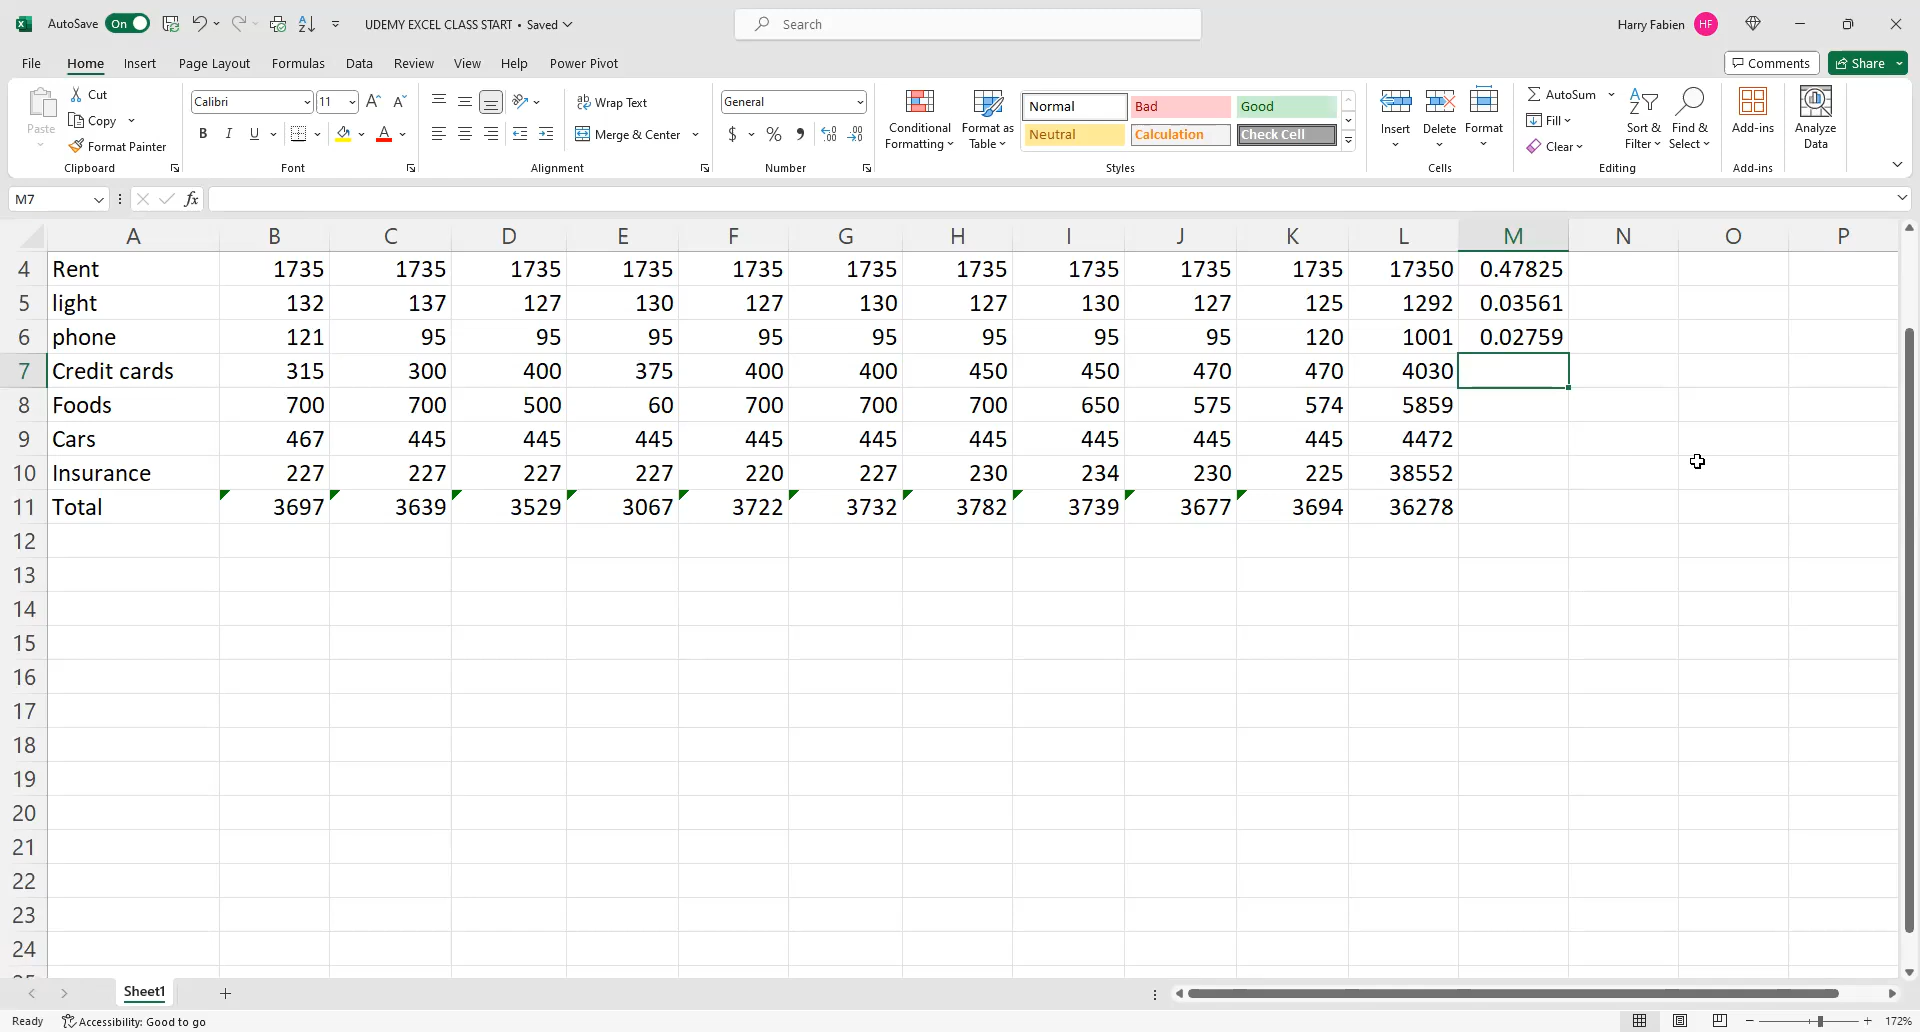 AutoSave On UDEMY EXCEL CLASS START • Saved Search Harry Fabien HF
File Home Insert Page Layout Formulas Data Review View Help Power Pivot Comments Share
Paste Cut Copy Format Painter Clipboard
Calibri 11 B I U A Font
Wrap Text Merge & Center Alignment
General $ % Number
Conditional Formatting Format as Table Normal Bad Good Neutral Calculation Check Cell Styles
Insert Delete Format Cells
AutoSum Fill Clear Sort & Filter Find & Select Editing
Add-ins Add-ins
Analyze Data
M7 fx
A B C D E F G H I J K L M N O P
4 Rent 1735 1735 1735 1735 1735 1735 1735 1735 1735 1735 17350 0.47825
5 light 132 137 127 130 127 130 127 130 127 125 1292 0.03561
6 phone 121 95 95 95 95 95 95 95 95 120 1001 0.02759
7 Credit cards 315 300 400 375 400 400 450 450 470 470 4030
8 Foods 700 700 500 60 700 700 700 650 575 574 5859
9 Cars 467 445 445 445 445 445 445 445 445 445 4472
10 Insurance 227 227 227 227 220 227 230 234 230 225 38552
11 Total 3697 3639 3529 3067 3722 3732 3782 3739 3677 3694 36278
12
13
14
15
16
17
18
19
20
21
22
23
24
Sheet1
Ready Accessibility: Good to go 172%